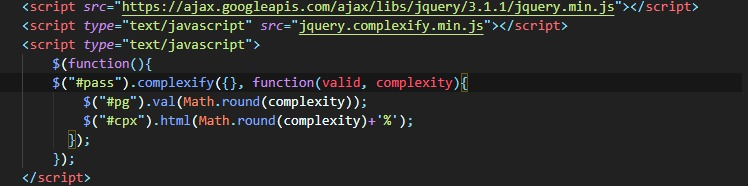 <script src="https://ajax.googleapis.com/ajax/libs/jquery/3.1.1/jquery.min.js"></script>
<script type="text/javascript" src="jquery.complexify.min.js"></script>
<script type="text/javascript">
$(function(){
$("#pass").complexify({}, function(valid, complexity){
$("#pg").val(Math.round(complexity));
$("#cpx").html(Math.round(complexity)+'%');
});
});
</script>